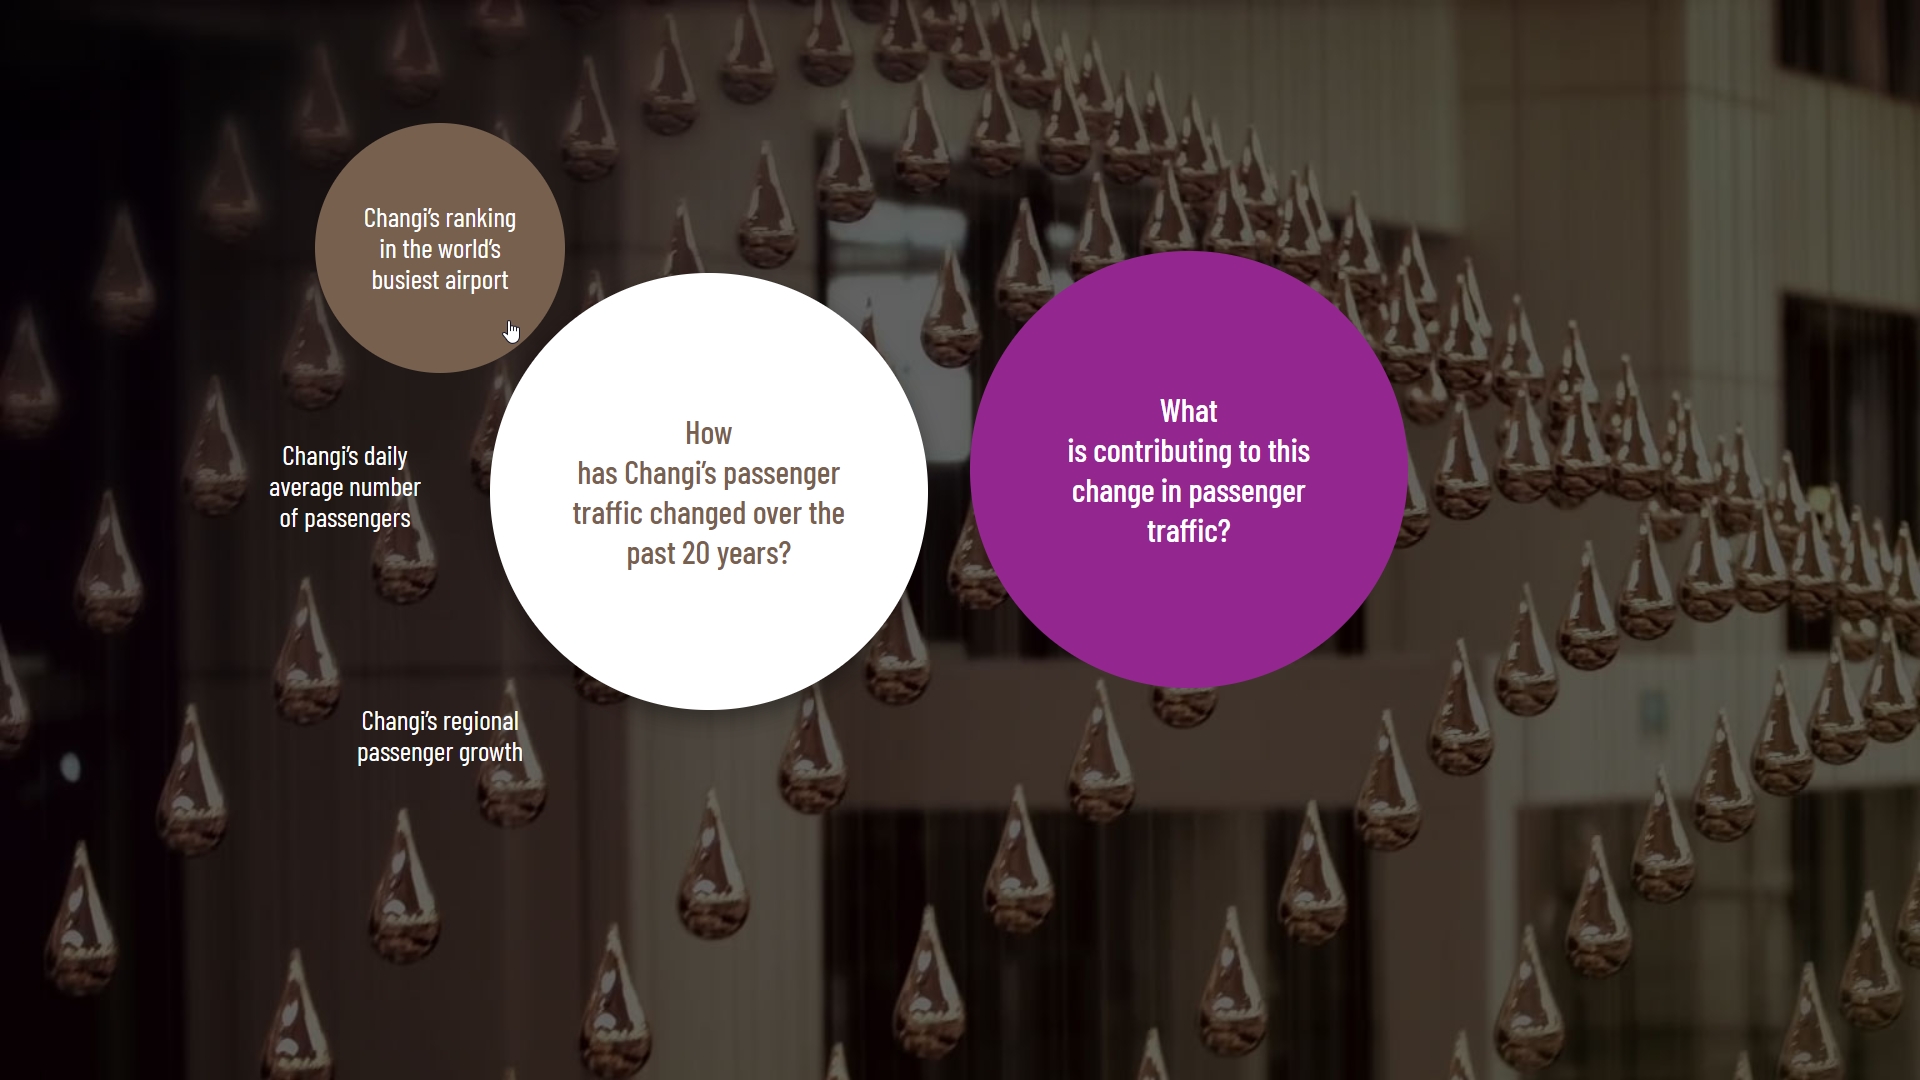 Changi's ranking
in the world's
busiest airport
Changi's daily
average number
of passengers
Changi's regional
passenger growth
How
has Changi's passenger
traffic changed over the
past 20 years?
What
is contributing to this
change in passenger
traffic?